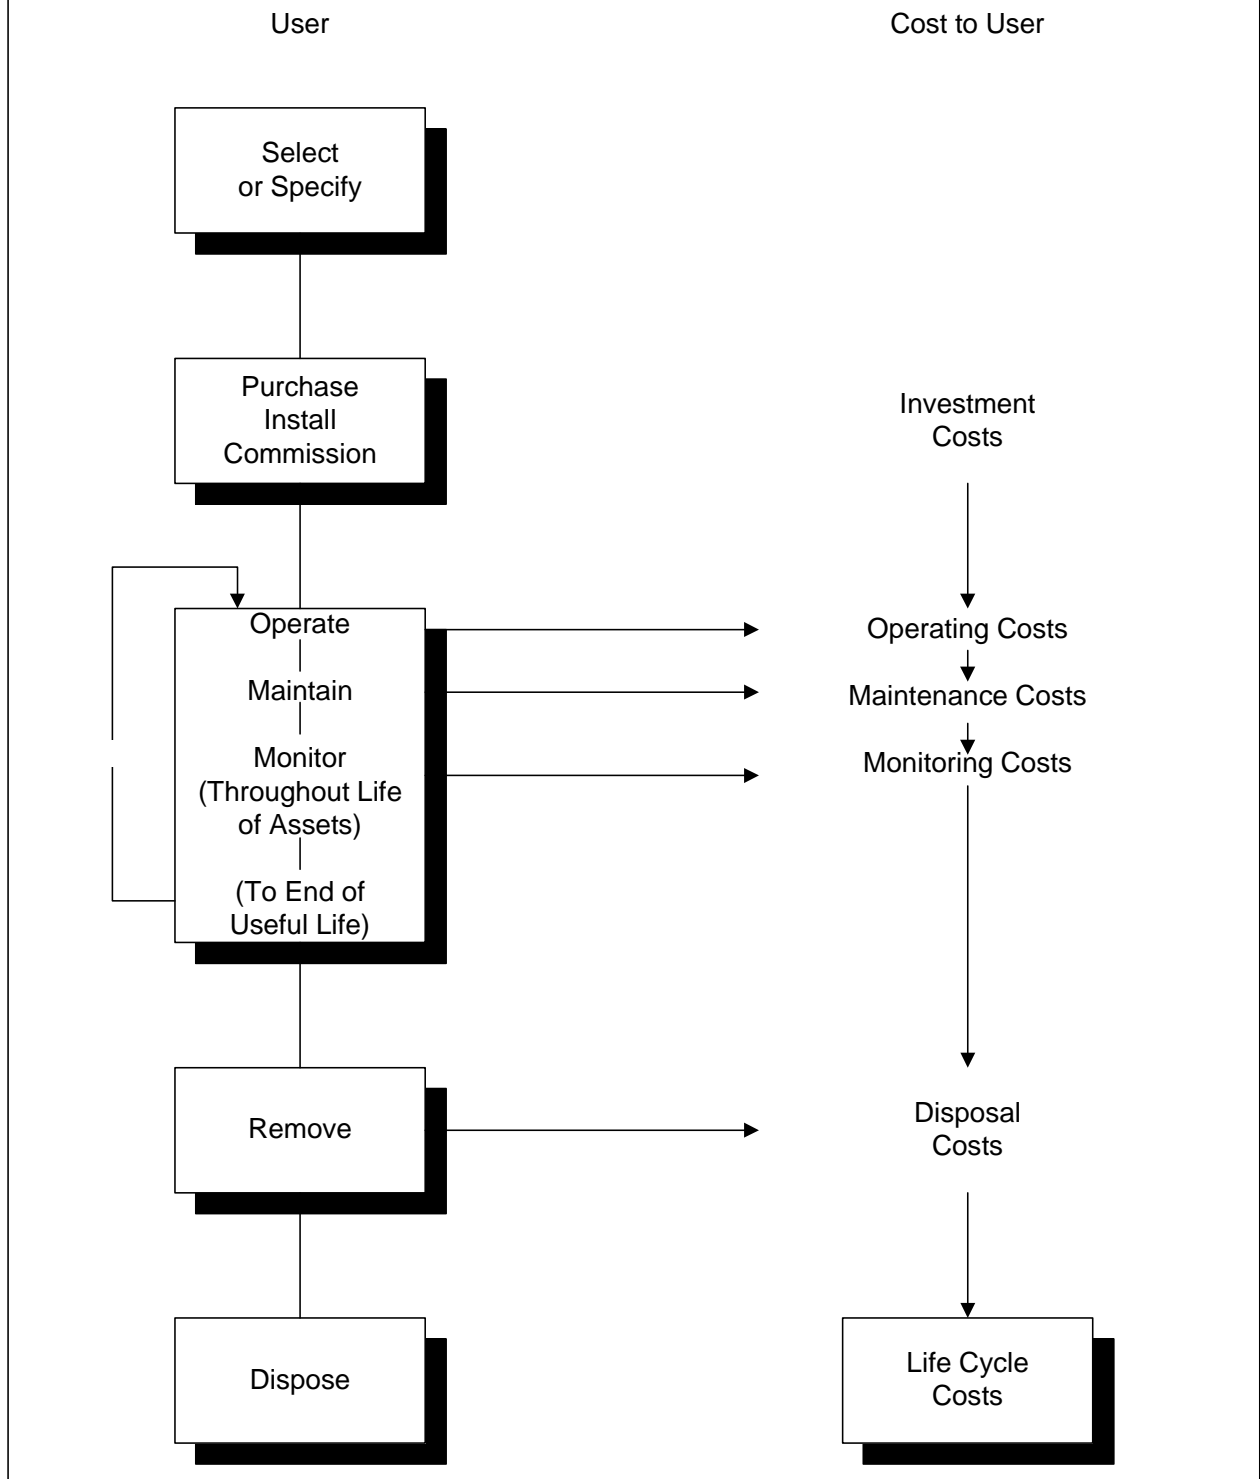 User
Cost to User
Select
or Specify
Purchase
Install
Commission
Investment
Costs
Operate
Maintain
Monitor
(Throughout Life
of Assets)
(To End of
Useful Life)
Operating Costs
Maintenance Costs
Monitoring Costs
Remove
Disposal
Costs
Dispose
Life Cycle
Costs